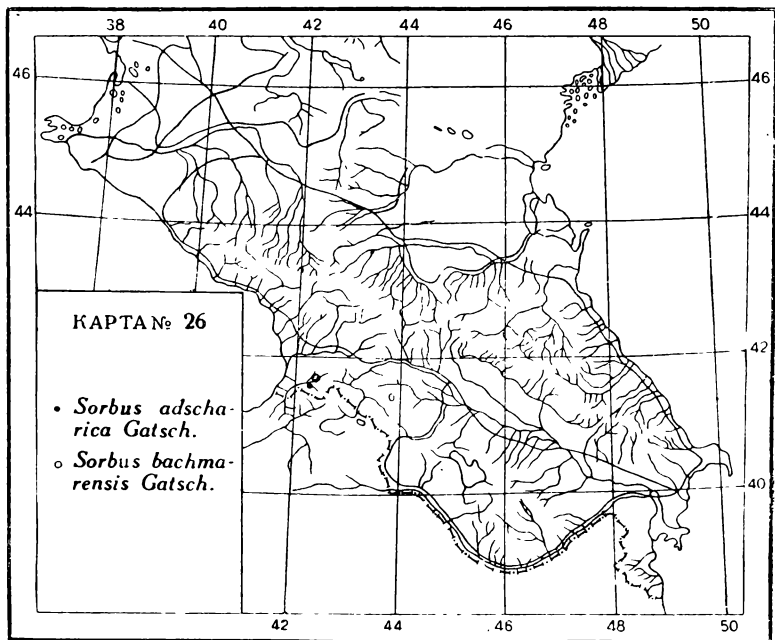 38 40 42 44 46 48 50
46 46
44 44
КАРТА № 26
42
• Sorbus adscha-
rica Gatsch.
○ Sorbus bachma-
rensis Gatsch.
40
42 44 46 48 50